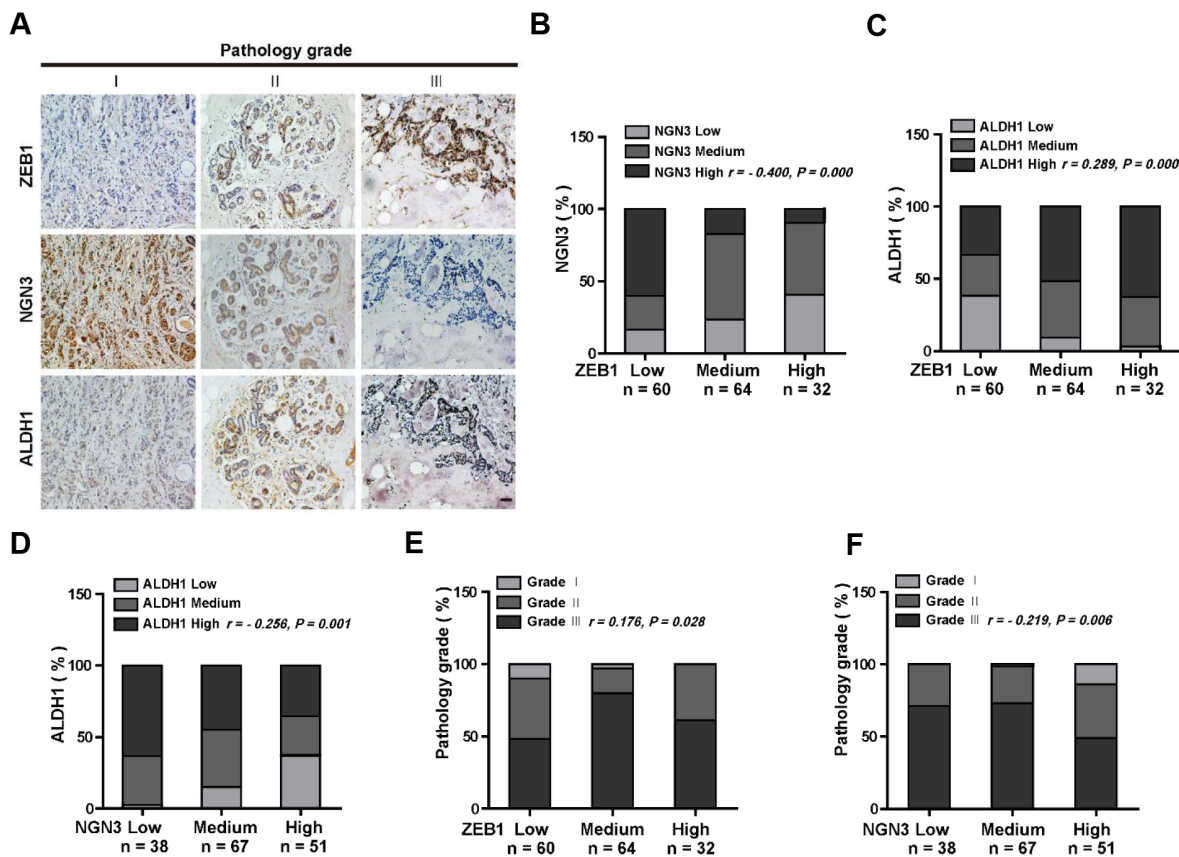 A
Pathology grade
I
II
III
ZEB1
NGN3
ALDH1
B
NGN3 Low
NGN3 Medium
NGN3 High r = - 0.400, P = 0.000
150
100
50
0
NGN3 ( % )
ZEB1 Low Medium High
n = 60 n = 64 n = 32
C
ALDH1 Low
ALDH1 Medium
ALDH1 High r = 0.289, P = 0.000
150
100
50
0
ALDH1 ( % )
ZEB1 Low Medium High
n = 60 n = 64 n = 32
D
ALDH1 Low
ALDH1 Medium
ALDH1 High r = - 0.256, P = 0.001
150
100
50
0
ALDH1 ( % )
NGN3 Low Medium High
n = 38 n = 67 n = 51
E
Grade I
Grade II
Grade III r = 0.176, P = 0.028
150
100
50
0
Pathology grade ( % )
ZEB1 Low Medium High
n = 60 n = 64 n = 32
F
Grade I
Grade II
Grade III r = - 0.219, P = 0.006
150
100
50
0
Pathology grade ( % )
NGN3 Low Medium High
n = 38 n = 67 n = 51